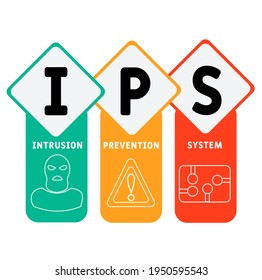 I P S
INTRUSION PREVENTION SYSTEM
!
shutterstock.com · 1950595543